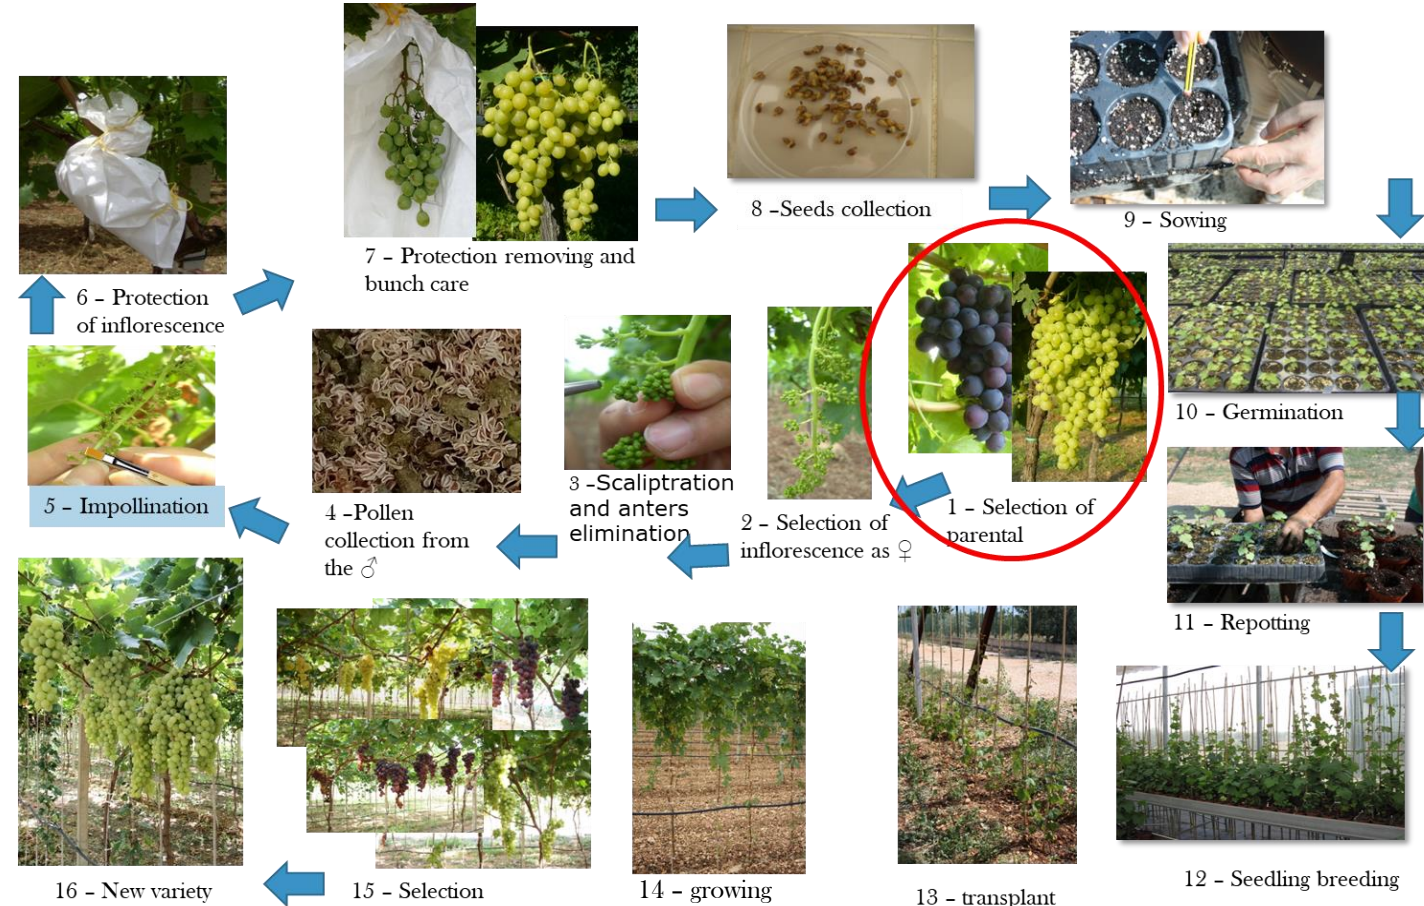 1 – Selection of
parental
2 – Selection of
inflorescence as ♀
3 –Scaliptration
and anters
elimination
4 –Pollen
collection from
the ♂
5 – Impollination
6 – Protection
of inflorescence
7 – Protection removing and
bunch care
8 –Seeds collection
9 – Sowing
10 – Germination
11 – Repotting
12 – Seedling breeding
13 – transplant
14 – growing
15 – Selection
16 – New variety